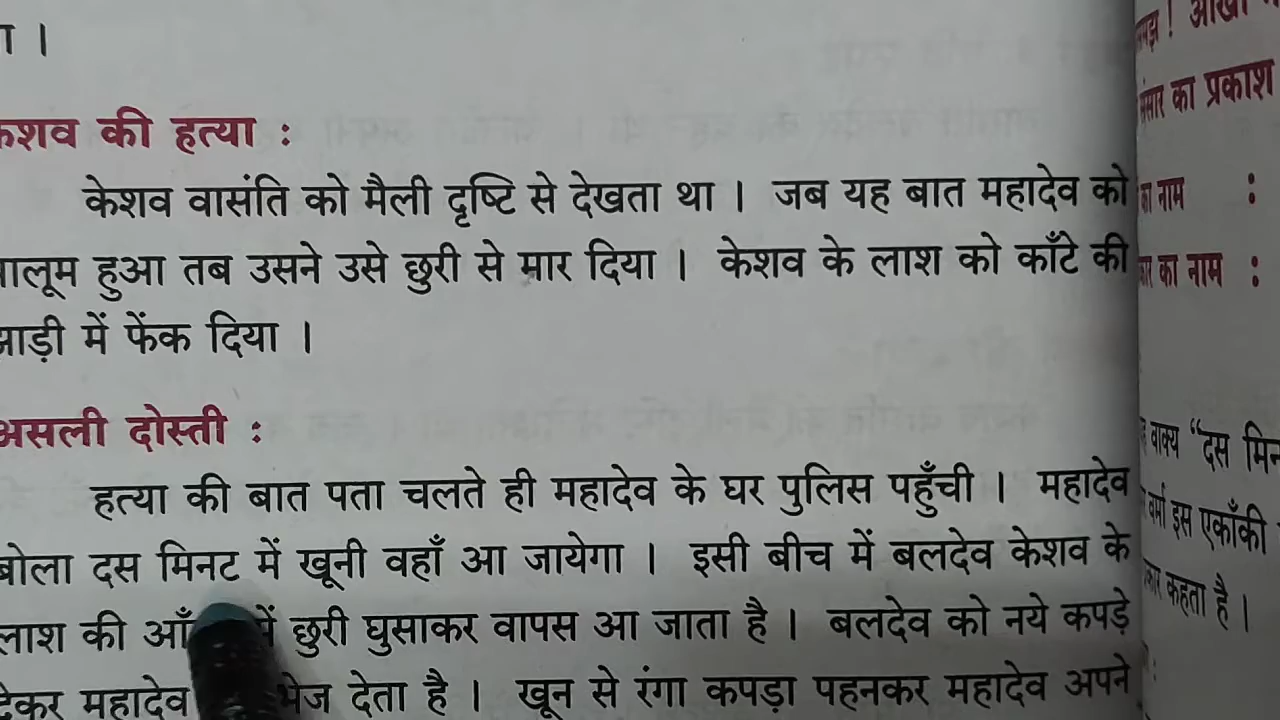 की हत्या :
केशव वासंति को मैली दृष्टि से देखता था । जब यह बात महादेव को
हुआ तब उसने उसे छुरी से मार दिया । केशव के लाश को काँटे की
में फेंक दिया ।
असली दोस्ती :
हत्या की बात पता चलते ही महादेव के घर पुलिस पहुँची । महादेव
बोला दस मिनट में खूनी वहाँ आ जायेगा । इसी बीच में बलदेव केशव के
लाश की में छुरी घुसाकर वापस आ जाता है । बलदेव को नये कपड़े
देकर महादेव भेज देता है । खून से रंगा कपड़ा पहनकर महादेव अपने
का प्रकाश
का नाम :
का नाम :
वाक्य “दस
वर्मा इस एकाँकी
कहता है ।